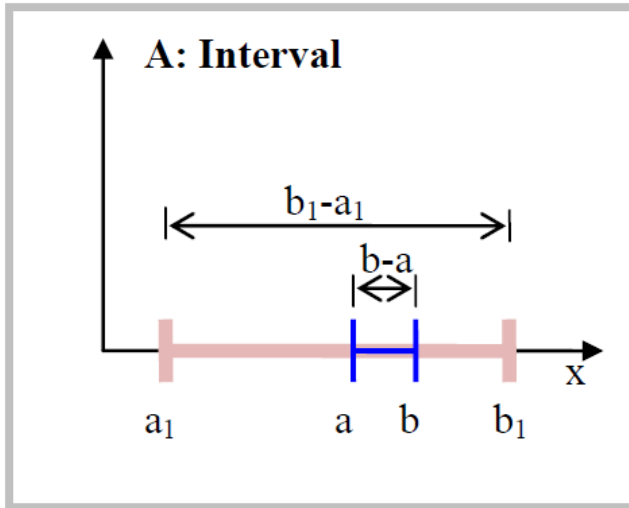 A: Interval
b₁-a₁
b-a
x
a₁ a b b₁